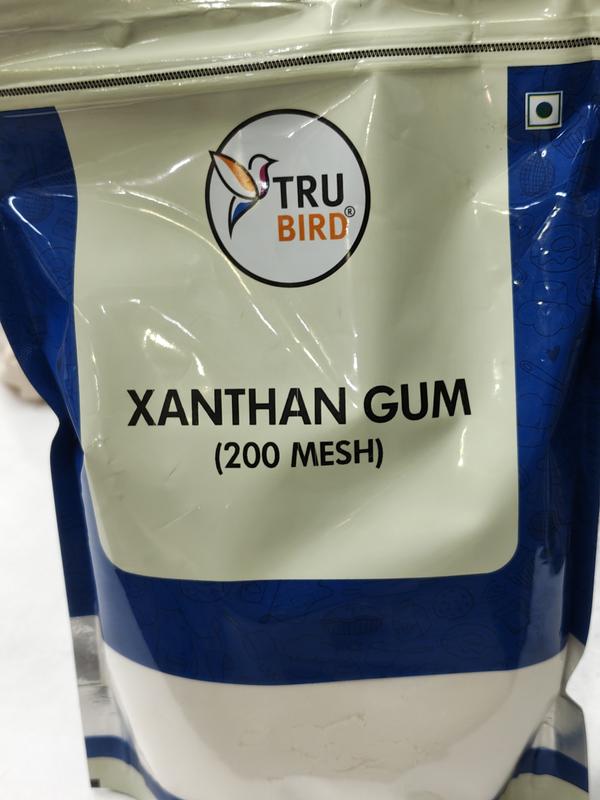 TRU
BIRD®
XANTHAN GUM
(200 MESH)